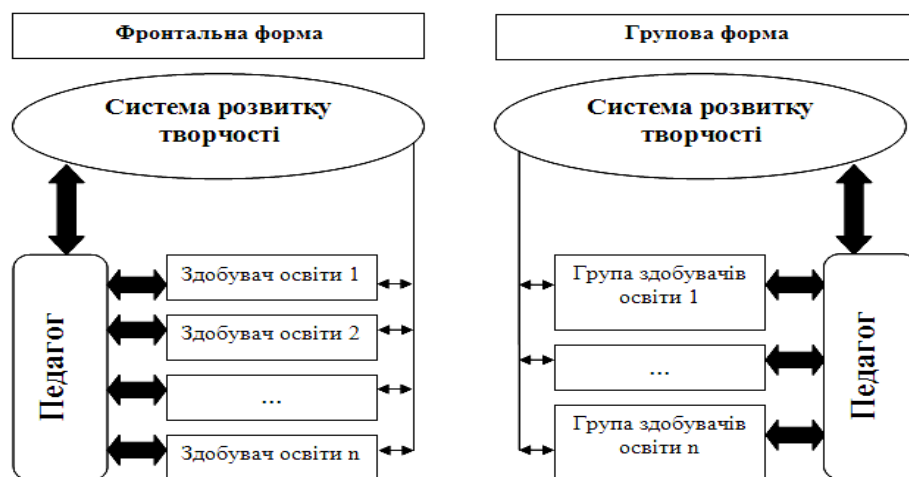 Фронтальна форма
Система розвитку
творчості
Педагог
Здобувач освіти 1
Здобувач освіти 2
...
Здобувач освіти n
Групова форма
Система розвитку
творчості
Група здобувачів
освіти 1
...
Група здобувачів
освіти n
Педагог